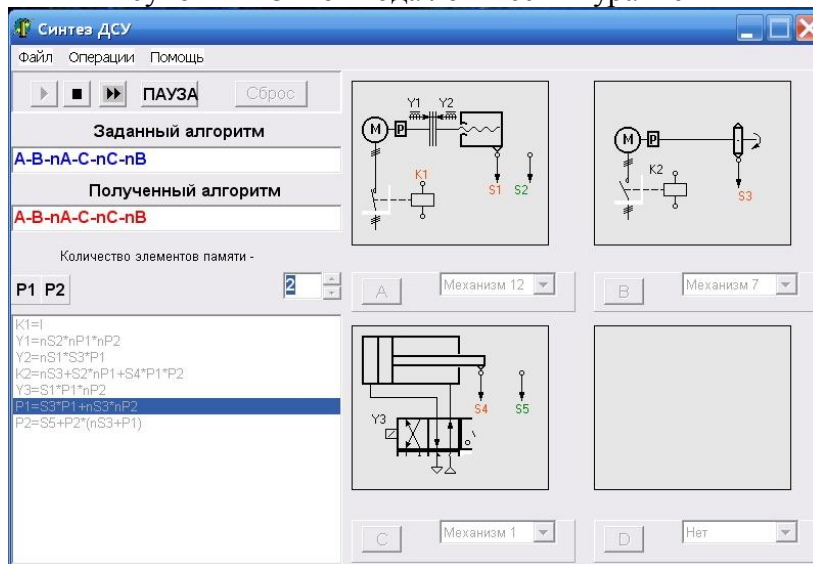 Синтез ДСУ
Файл Операции Помощь
ПАУЗА Сброс
Заданный алгоритм
A-B-nA-C-nC-nB
Полученный алгоритм
A-B-nA-C-nC-nB
Количество элементов памяти -
P1 P2 2
K1=I
Y1=nS2*nP1*nP2
Y2=nS1*S3*P1
K2=nS3+S2*nP1+S4*P1*P2
Y3=S1*P1*nP2
P1=S3*P1+nS3*nP2
P2=S5+P2*(nS3+P1)
Y1 Y2
M P
K1
S1 S2
A Механизм 12
M P
K2
S3
B Механизм 7
Y3
S4 S5
C Механизм 1
D Нет